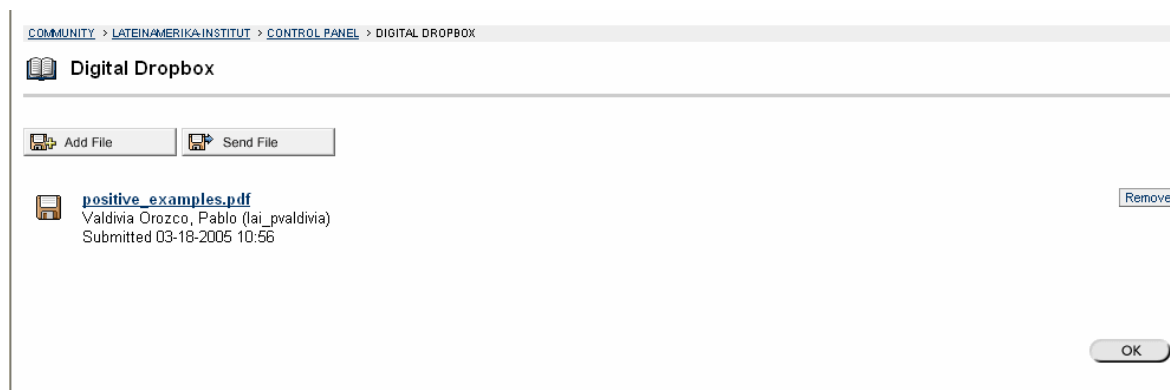 COMMUNITY > LATEINAMERIKA-INSTITUT > CONTROL PANEL > DIGITAL DROPBOX
Digital Dropbox
Add File Send File
positive_examples.pdf Remove
Valdivia Orozco, Pablo (lai_pvaldivia)
Submitted 03-18-2005 10:56
OK